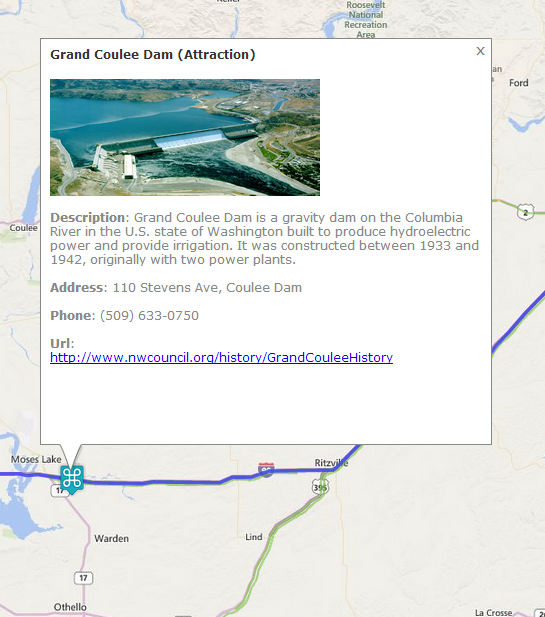 Roosevelt
National
Recreation
Area
Grand Coulee Dam (Attraction)
x
Ford
2
Coulee
Description: Grand Coulee Dam is a gravity dam on the Columbia
River in the U.S. state of Washington built to produce hydroelectric
power and provide irrigation. It was constructed between 1933 and
1942, originally with two power plants.
Address: 110 Stevens Ave, Coulee Dam
Phone: (509) 633-0750
Url:
http://www.nwcouncil.org/history/GrandCouleeHistory
Moses Lake
Ritzville
17
395
Warden
Lind
17
Othello
La Crosse